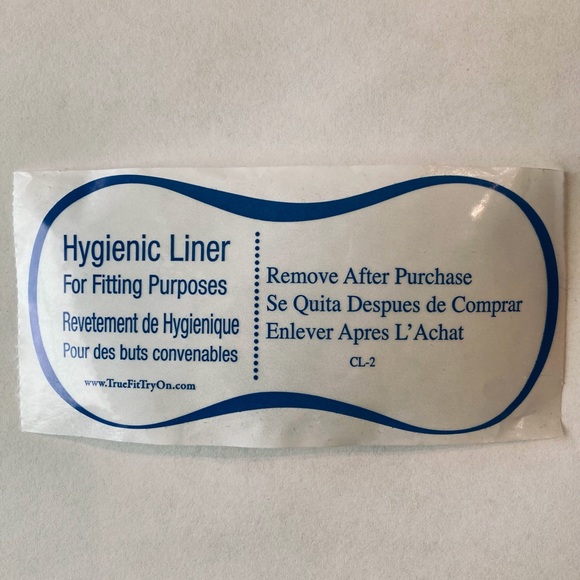 Hygienic Liner
For Fitting Purposes
Revetement de Hygienique
Pour des buts convenables
www.TrueFitTryOn.com
Remove After Purchase
Se Quita Despues de Comprar
Enlever Apres L'Achat
CL-2